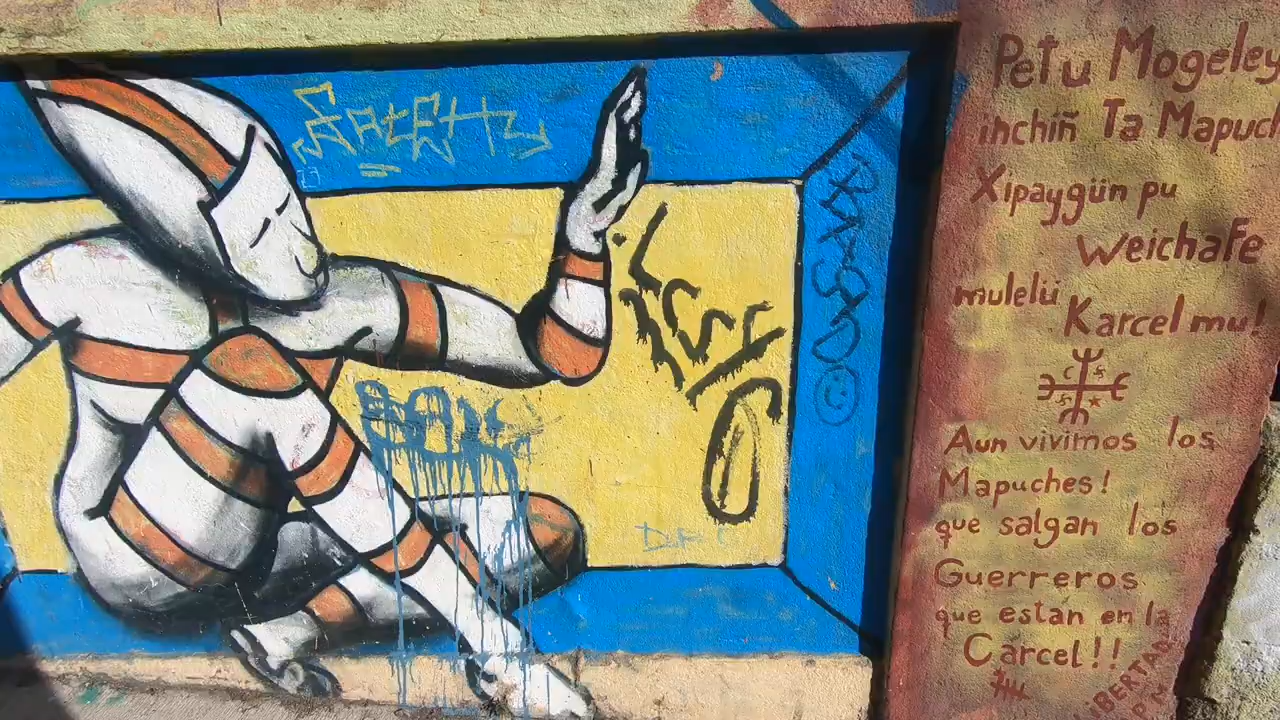 Petu Mogeley
inchiñ Ta Mapuch
Xipaygün pu
weichafe
mulelü
Karcel mu!
Aun vivimos los
Mapuches!
que salgan los
Guerreros
que estan en la
Carcel!!
iBERTAD